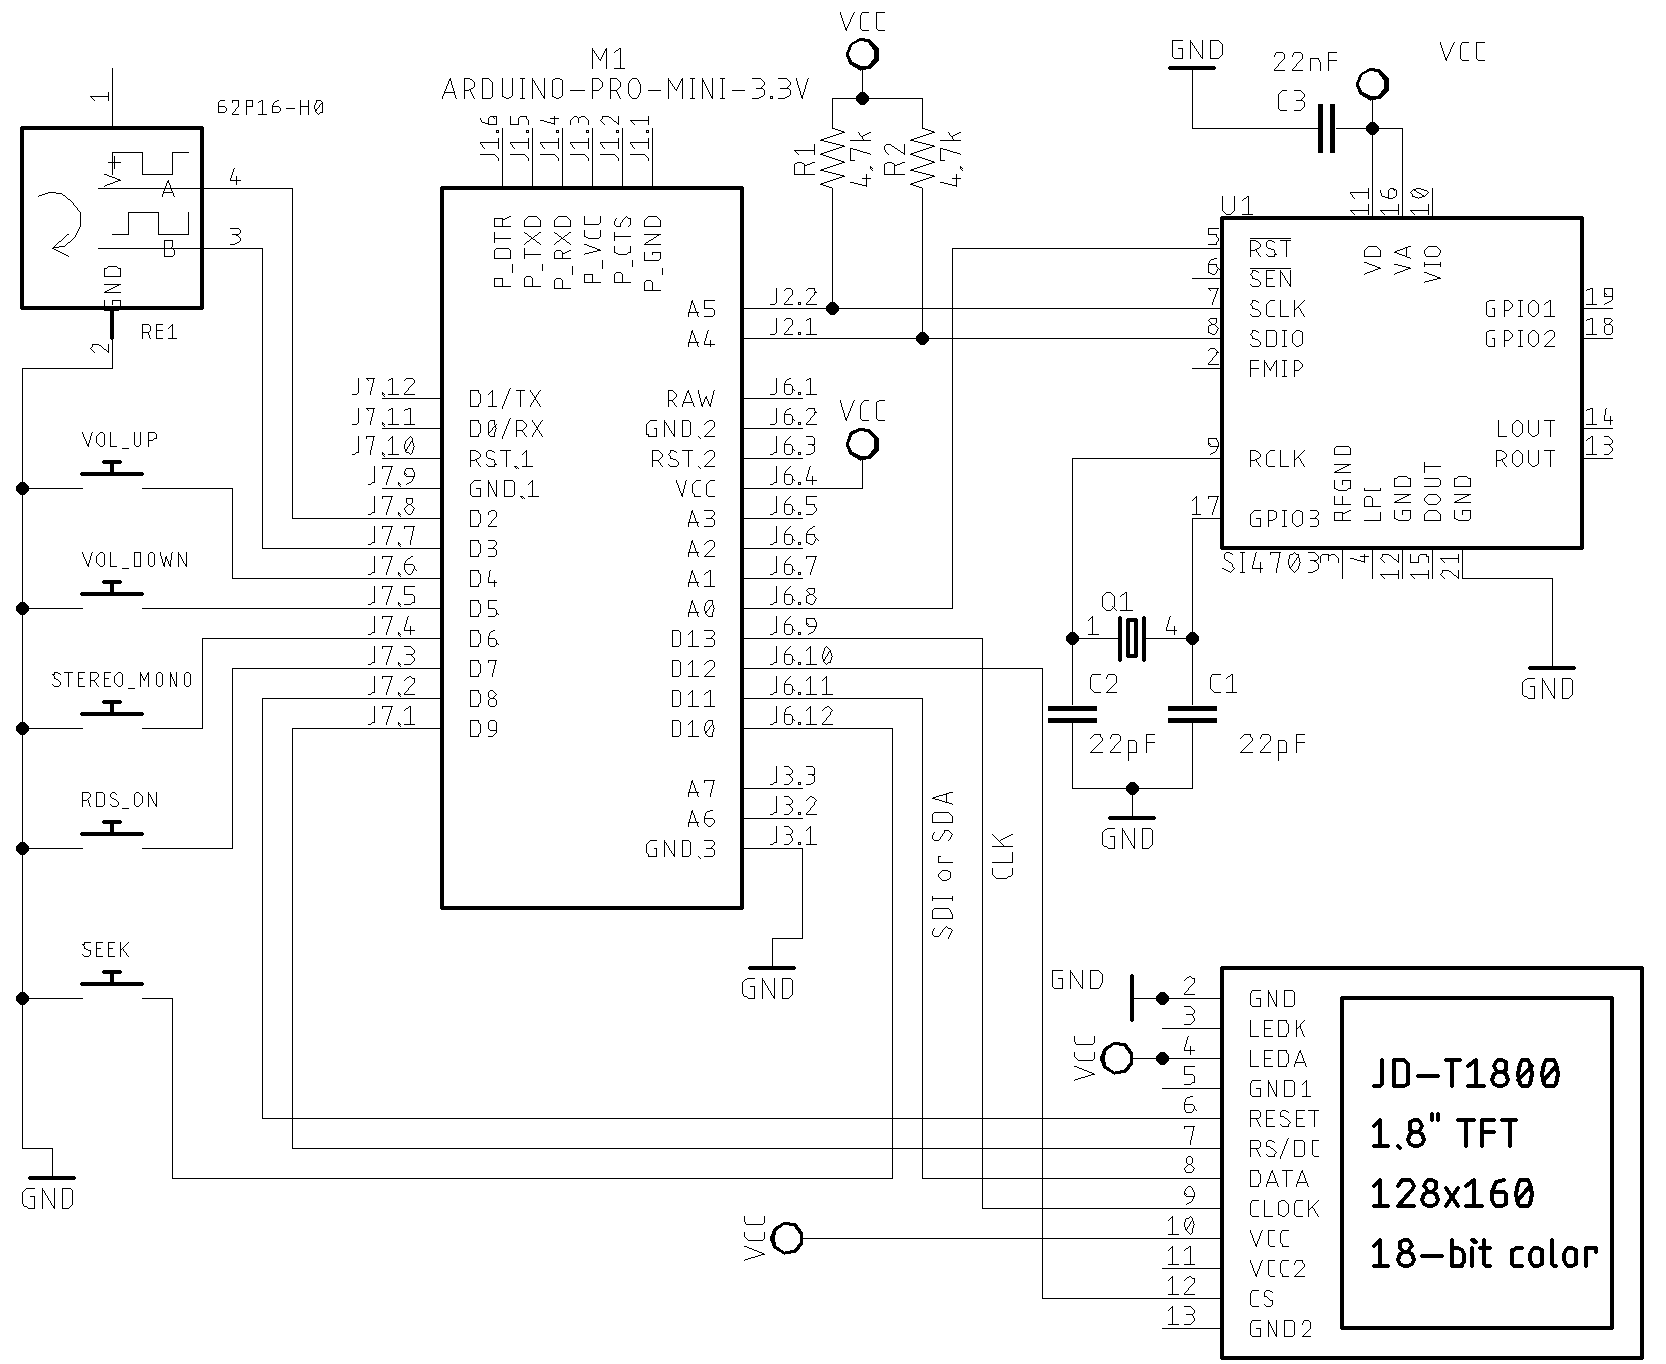 62P16-H0
1
V+
A
4
B
3
GND
2
RE1
VOL_UP
VOL_DOWN
STEREO_MONO
RDS_ON
SEEK
GND
M1
ARDUINO-PRO-MINI-3.3V
J1.6
J1.5
J1.4
J1.3
J1.2
J1.1
P_DTR
P_TXD
P_RXD
P_VCC
P_CTS
P_GND
J7.12 D1/TX
J7.11 D0/RX
J7.10 RST.1
J7.9 GND.1
J7.8 D2
J7.7 D3
J7.6 D4
J7.5 D5
J7.4 D6
J7.3 D7
J7.2 D8
J7.1 D9
A5 J2.2
A4 J2.1
RAW J6.1
GND.2 J6.2
RST.2 J6.3
VCC J6.4
A3 J6.5
A2 J6.6
A1 J6.7
A0 J6.8
D13 J6.9
D12 J6.10
D11 J6.11
D10 J6.12
A7 J3.3
A6 J3.2
GND.3 J3.1
GND
VCC
R1
4,7k
R2
4,7k
VCC
SDI or SDA
CLK
GND
22nF
C3
VCC
U1
11
16
10
VD
VA
VIO
5 RST
6 SEN
7 SCLK
8 SDIO
2 FMIP
9 RCLK
17 GPIO3
GPIO1 19
GPIO2 18
LOUT 14
ROUT 13
RFGND
LPI
GND
DOUT
GND
SI4703
3
4
12
15
21
GND
Q1
1
4
C2
22pF
C1
22pF
GND
GND
VCC
VCC
2 GND
3 LEDK
4 LEDA
5 GND1
6 RESET
7 RS/DC
8 DATA
9 CLOCK
10 VCC
11 VCC2
12 CS
13 GND2
JD-T1800
1.8" TFT
128x160
18-bit color